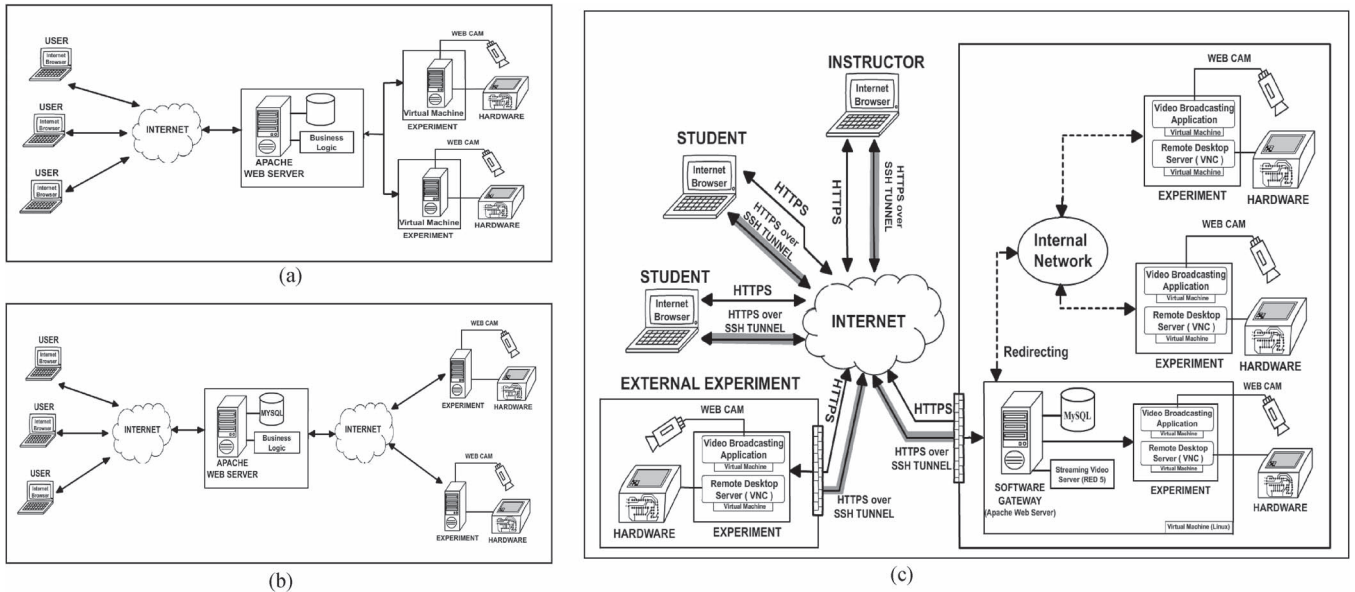 USER
Internet
Browser
USER
Internet
Browser
USER
Internet
Browser
INTERNET
APACHE
WEB SERVER
Business
Logic
WEB CAM
Virtual Machine
EXPERIMENT
HARDWARE
WEB CAM
Virtual Machine
EXPERIMENT
HARDWARE
(a)
USER
Internet
Browser
USER
Internet
Browser
USER
Internet
Browser
INTERNET
MYSQL
Business
Logic
APACHE
WEB SERVER
INTERNET
WEB CAM
EXPERIMENT
HARDWARE
WEB CAM
EXPERIMENT
HARDWARE
(b)
INSTRUCTOR
Internet
Browser
HTTPS
HTTPS over
SSH TUNNEL
STUDENT
Internet
Browser
HTTPS
HTTPS over
SSH TUNNEL
STUDENT
Internet
Browser
HTTPS
HTTPS over
SSH TUNNEL
INTERNET
EXTERNAL EXPERIMENT
WEB CAM
Video Broadcasting
Application
Virtual Machine
Remote Desktop
Server ( VNC )
Virtual Machine
HARDWARE
EXPERIMENT
HTTPS
HTTPS over
SSH TUNNEL
HTTPS
HTTPS over
SSH TUNNEL
WEB CAM
Video Broadcasting
Application
Virtual Machine
Remote Desktop
Server ( VNC )
Virtual Machine
EXPERIMENT
HARDWARE
Internal
Network
WEB CAM
Video Broadcasting
Application
Virtual Machine
Remote Desktop
Server ( VNC )
Virtual Machine
EXPERIMENT
HARDWARE
Redirecting
MySQL
Streaming Video
Server (RED 5)
SOFTWARE
GATEWAY
(Apache Web Server)
WEB CAM
Video Broadcasting
Application
Virtual Machine
Remote Desktop
Server ( VNC )
Virtual Machine
EXPERIMENT
HARDWARE
Virtual Machine (Linux)
(c)